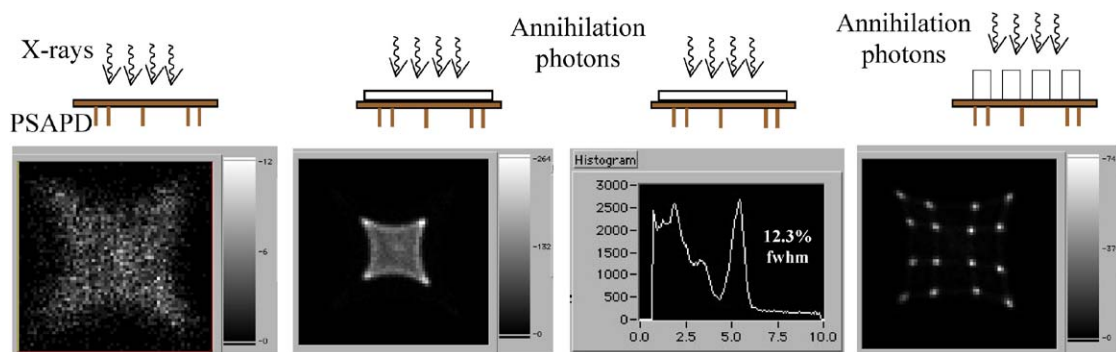 X-rays
PSAPD
Annihilation
photons
Annihilation
photons
-12
-6
-0
-264
-132
-0
Histogram
3000-
2500-
2000-
1500-
1000-
500-
0-
0.0 2.5 5.0 7.5 10.0
12.3%
fwhm
-74
-37
-0